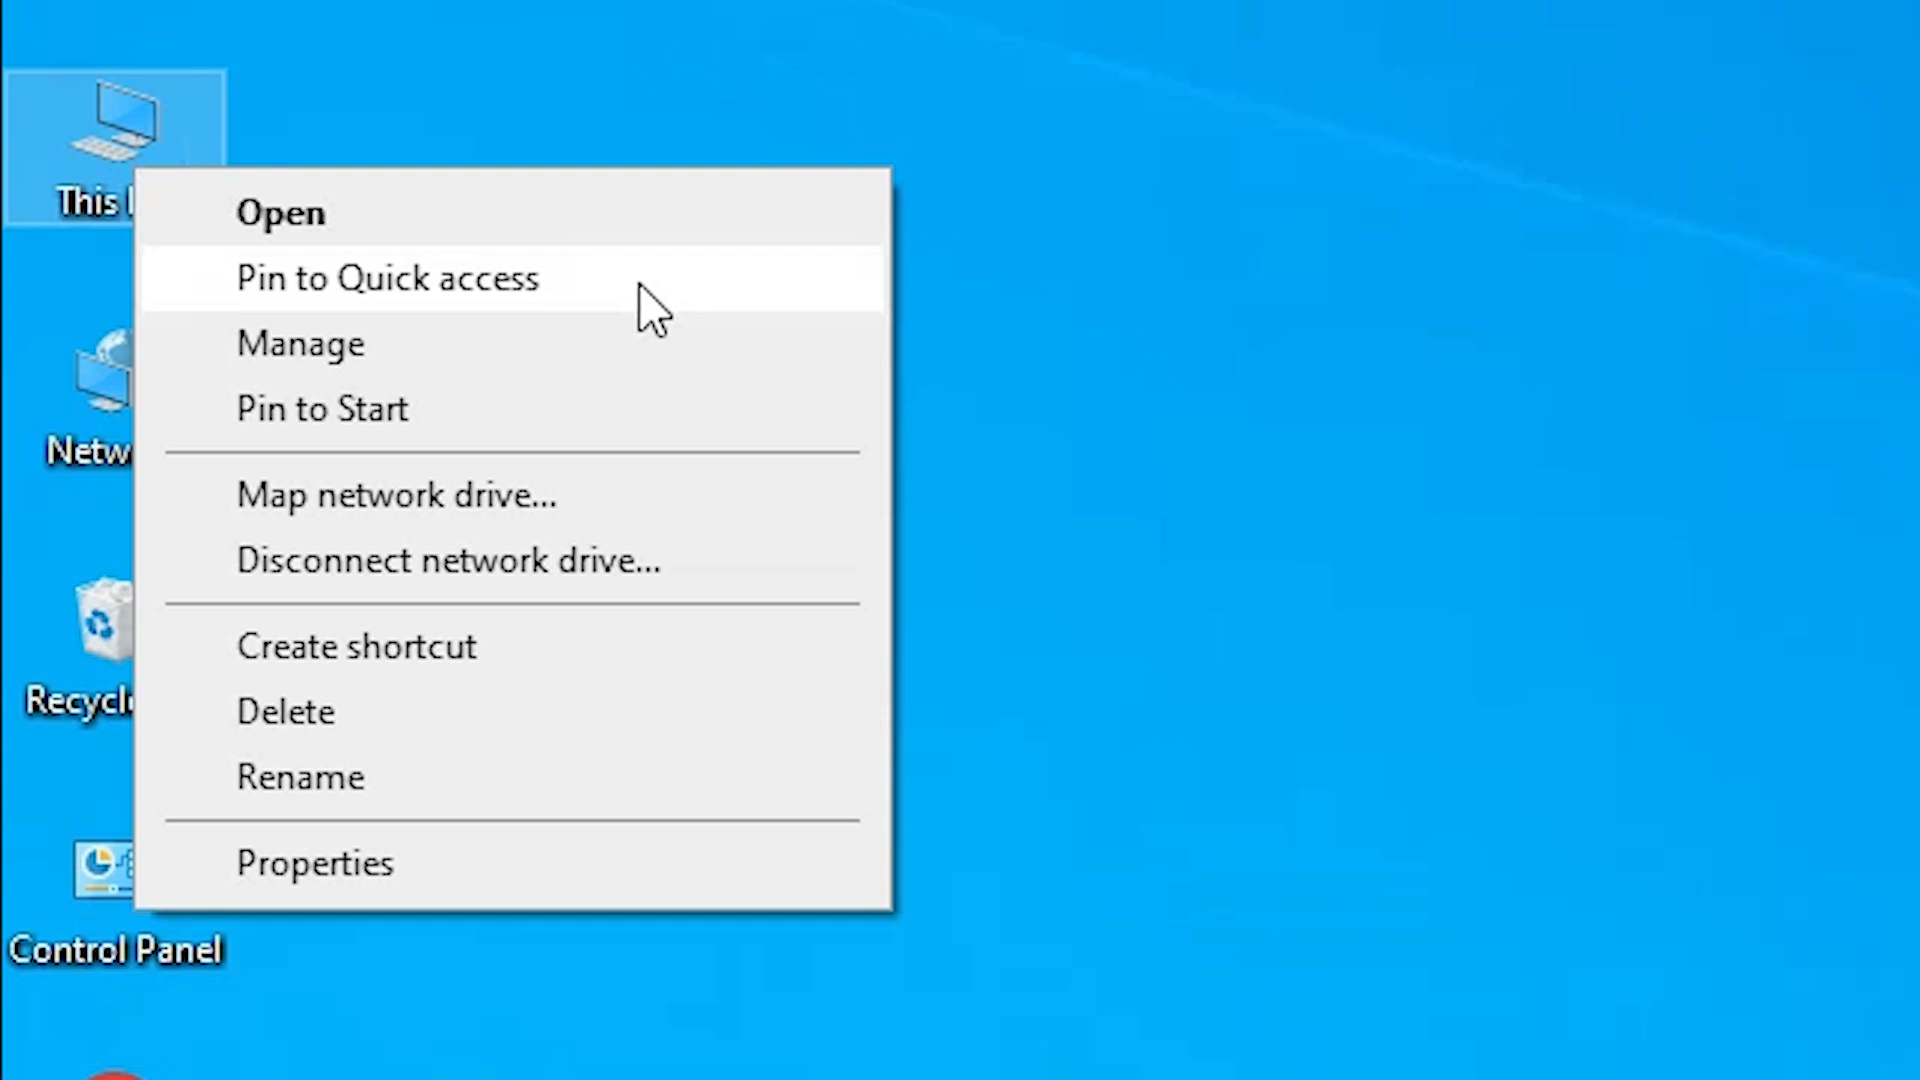 This
Open
Pin to Quick access
Manage
Pin to Start
Map network drive...
Disconnect network drive...
Create shortcut
Delete
Rename
Properties
Control Panel